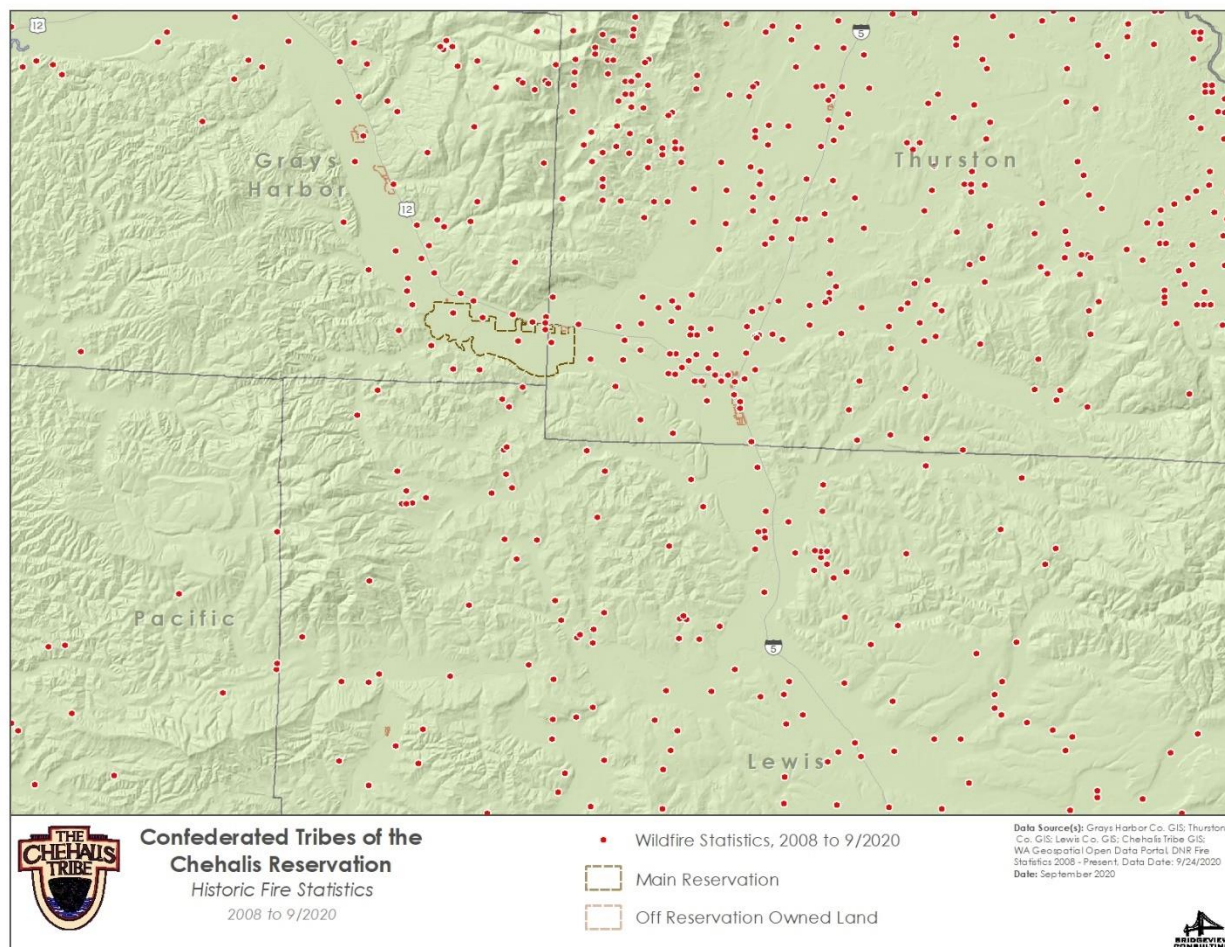 12
5
Grays
Harbor
Thurston
12
Pacific
5
Lewis
THE
CHEHALIS
TRIBE
Confederated Tribes of the
Chehalis Reservation
Historic Fire Statistics
2008 to 9/2020
Wildfire Statistics, 2008 to 9/2020
Main Reservation
Off Reservation Owned Land
Data Source(s): Grays Harbor Co. GIS; Thurston
Co. GIS; Lewis Co. GIS; Chehalis Tribe GIS;
WA Geospatial Open Data Portal, DNR Fire
Statistics 2008 - Present, Data Date: 9/24/2020
Date: September 2020
BRIDGEVIEW
CONSULTING